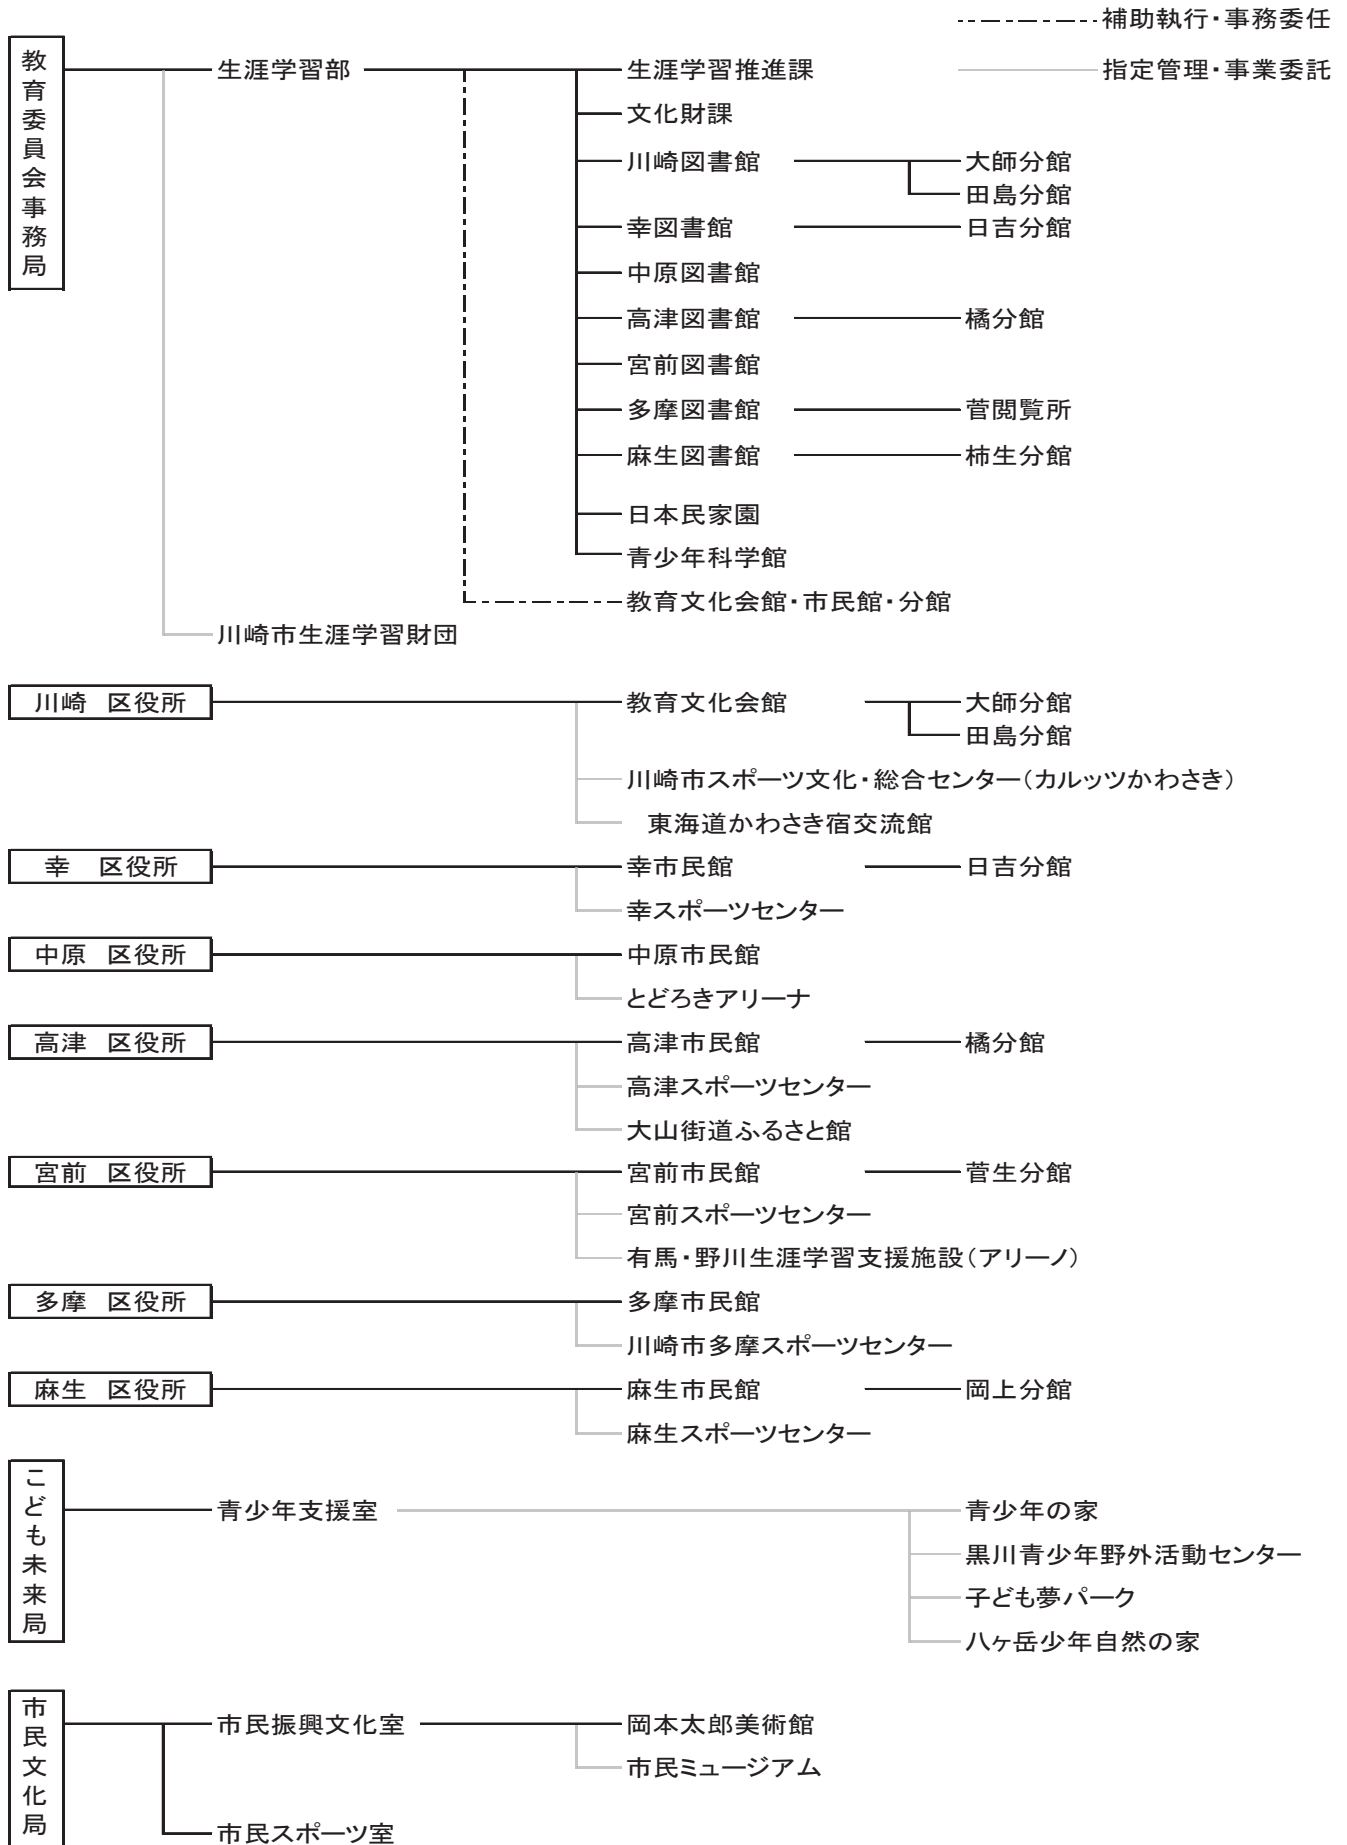 補助執行・事務委任
教育委員会事務局
生涯学習部
生涯学習推進課
指定管理・事業委託
文化財課
川崎図書館
大師分館
田島分館
幸図書館
日吉分館
中原図書館
高津図書館
橘分館
宮前図書館
多摩図書館
菅閲覧所
麻生図書館
柿生分館
日本民家園
青少年科学館
教育文化会館・市民館・分館
川崎市生涯学習財団
川崎 区役所
教育文化会館
大師分館
田島分館
川崎市スポーツ文化・総合センター(カルッツかわさき)
東海道かわさき宿交流館
幸 区役所
幸市民館
日吉分館
幸スポーツセンター
中原 区役所
中原市民館
とどろきアリーナ
高津 区役所
高津市民館
橘分館
高津スポーツセンター
大山街道ふるさと館
宮前 区役所
宮前市民館
菅生分館
宮前スポーツセンター
有馬・野川生涯学習支援施設(アリーノ)
多摩 区役所
多摩市民館
川崎市多摩スポーツセンター
麻生 区役所
麻生市民館
岡上分館
麻生スポーツセンター
こども未来局
青少年支援室
青少年の家
黒川青少年野外活動センター
子ども夢パーク
八ヶ岳少年自然の家
市民文化局
市民振興文化室
岡本太郎美術館
市民ミュージアム
市民スポーツ室